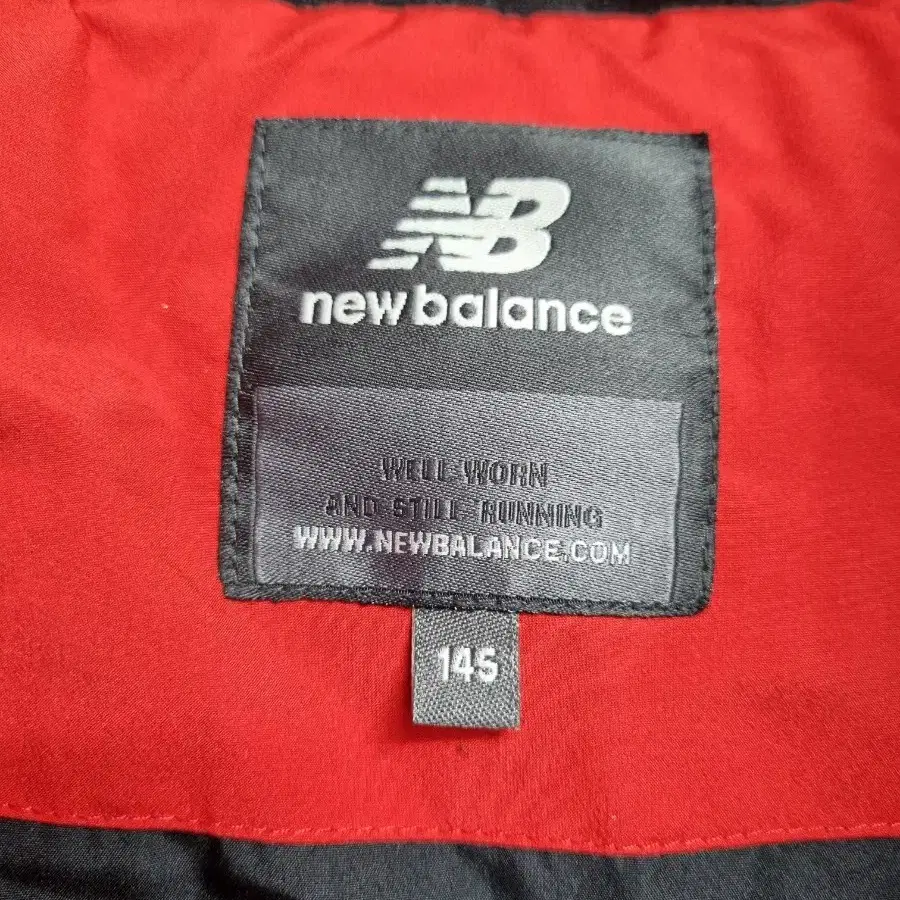 NB
new balance
WELL-WORN
AND STILL RUNNING
WWW.NEWBALANCE.COM
145